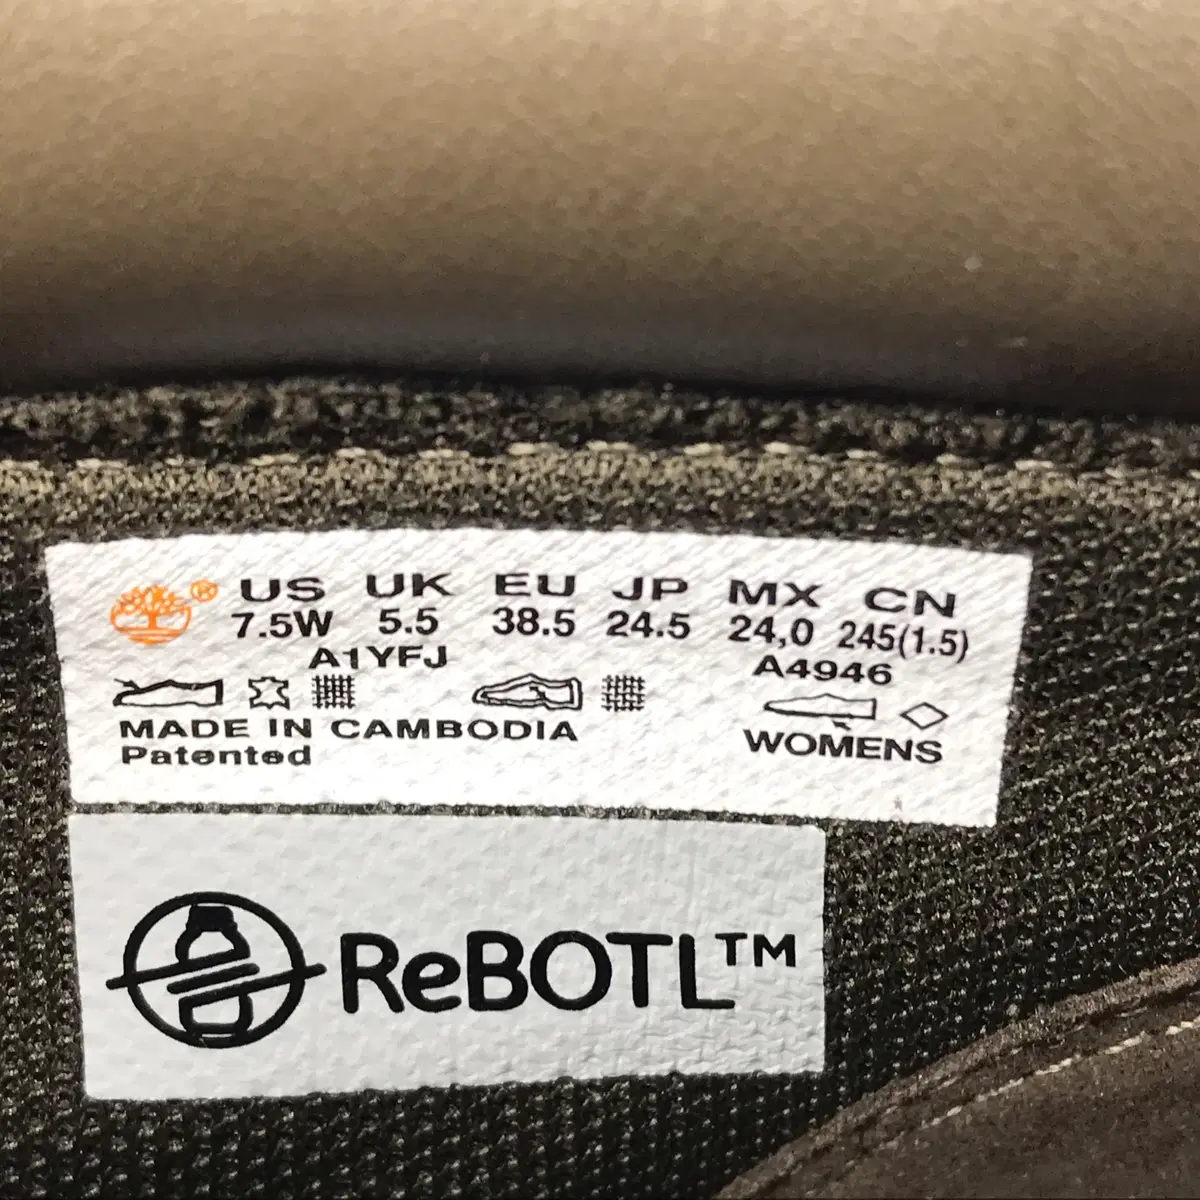 ® US UK EU JP MX CN
7.5W 5.5 38.5 24.5 24,0 245(1.5)
A1YFJ A4946
MADE IN CAMBODIA
Patented WOMENS
ReBOTL™